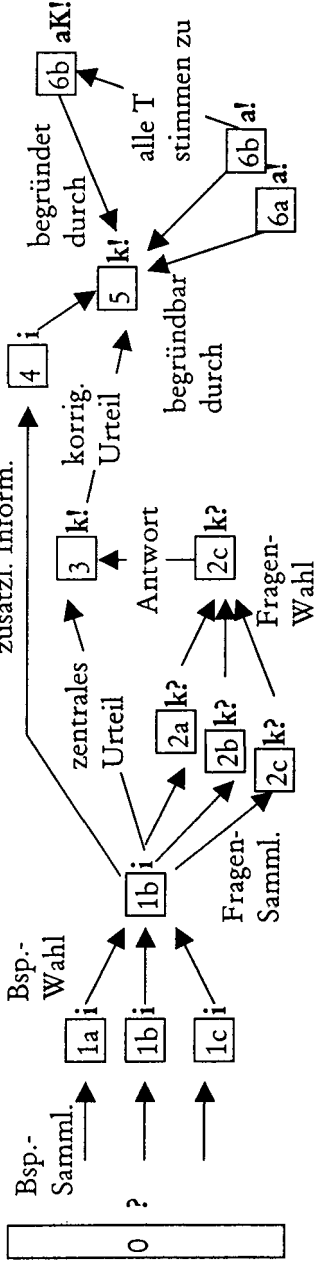 0
?
Bsp.-
Samml.
1a i
1b i
1c i
Bsp.-
Wahl
1b i
zusätzl. Inform.
zentrales
Urteil
Fragen-
Samml.
2a k?
2b k?
2c k?
Fragen-
Wahl
2c k?
Antwort
3 k!
korrig.
Urteil
4 i
5 k!
begründet
durch
begründbar
durch
6b aK!
alle T
stimmen zu
6b a!
6a a!